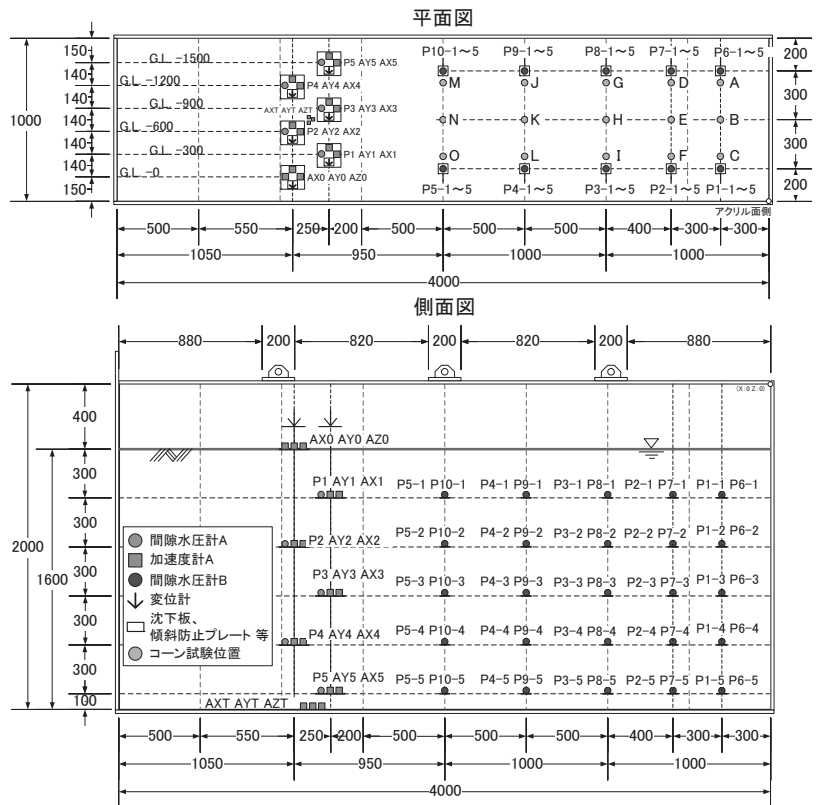 平面図
G.L. -1500
P5 AY5 AX5
P10-1～5 P9-1～5 P8-1～5 P7-1～5 P6-1～5
G.L. -1200
P4 AY4 AX4
M J G D A
G.L. -900
AXT AYT AZT
P3 AY3 AX3
N K H E B
G.L. -600
P2 AY2 AX2
G.L. -300
P1 AY1 AX1
O L I F C
G.L. -0
AX0 AY0 AZ0
P5-1～5 P4-1～5 P3-1～5 P2-1～5 P1-1～5
アクリル面側
150
140
140
140
140
140
150
1000
200
300
300
200
500 550 250 200 500 500 500 400 300 300
1050 950 1000 1000
4000
側面図
880 200 820 200 820 200 880
(X:0 Z:0)
AX0 AY0 AZ0
P1 AY1 AX1 P5-1 P10-1 P4-1 P9-1 P3-1 P8-1 P2-1 P7-1 P1-1 P6-1
P2 AY2 AX2 P5-2 P10-2 P4-2 P9-2 P3-2 P8-2 P2-2 P7-2 P1-2 P6-2
P3 AY3 AX3 P5-3 P10-3 P4-3 P9-3 P3-3 P8-3 P2-3 P7-3 P1-3 P6-3
P4 AY4 AX4 P5-4 P10-4 P4-4 P9-4 P3-4 P8-4 P2-4 P7-4 P1-4 P6-4
P5 AY5 AX5 P5-5 P10-5 P4-5 P9-5 P3-5 P8-5 P2-5 P7-5 P1-5 P6-5
AXT AYT AZT
間隙水圧計A
加速度計A
間隙水圧計B
変位計
沈下板、
傾斜防止プレート 等
コーン試験位置
400
300
300
300
300
300
100
2000
1600
500 550 250 200 500 500 500 400 300 300
1050 950 1000 1000
4000